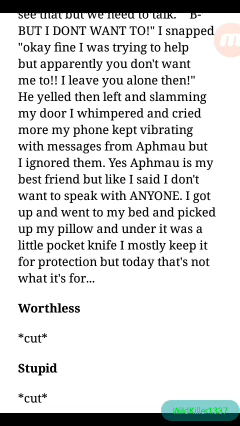 see that but we need to talk." "B-
BUT I DONT WANT TO!" I snapped
"okay fine I was trying to help
but apparently you don't want
me to!! I leave you alone then!"
He yelled then left and slamming
my door I whimpered and cried
more my phone kept vibrating
with messages from Aphmau but
I ignored them. Yes Aphmau is my
best friend but like I said I don't
want to speak with ANYONE. I got
up and went to my bed and picked
up my pillow and under it was a
little pocket knife I mostly keep it
for protection but today that's not
what it's for...
Worthless
*cut*
Stupid
*cut*
WildKiller1337